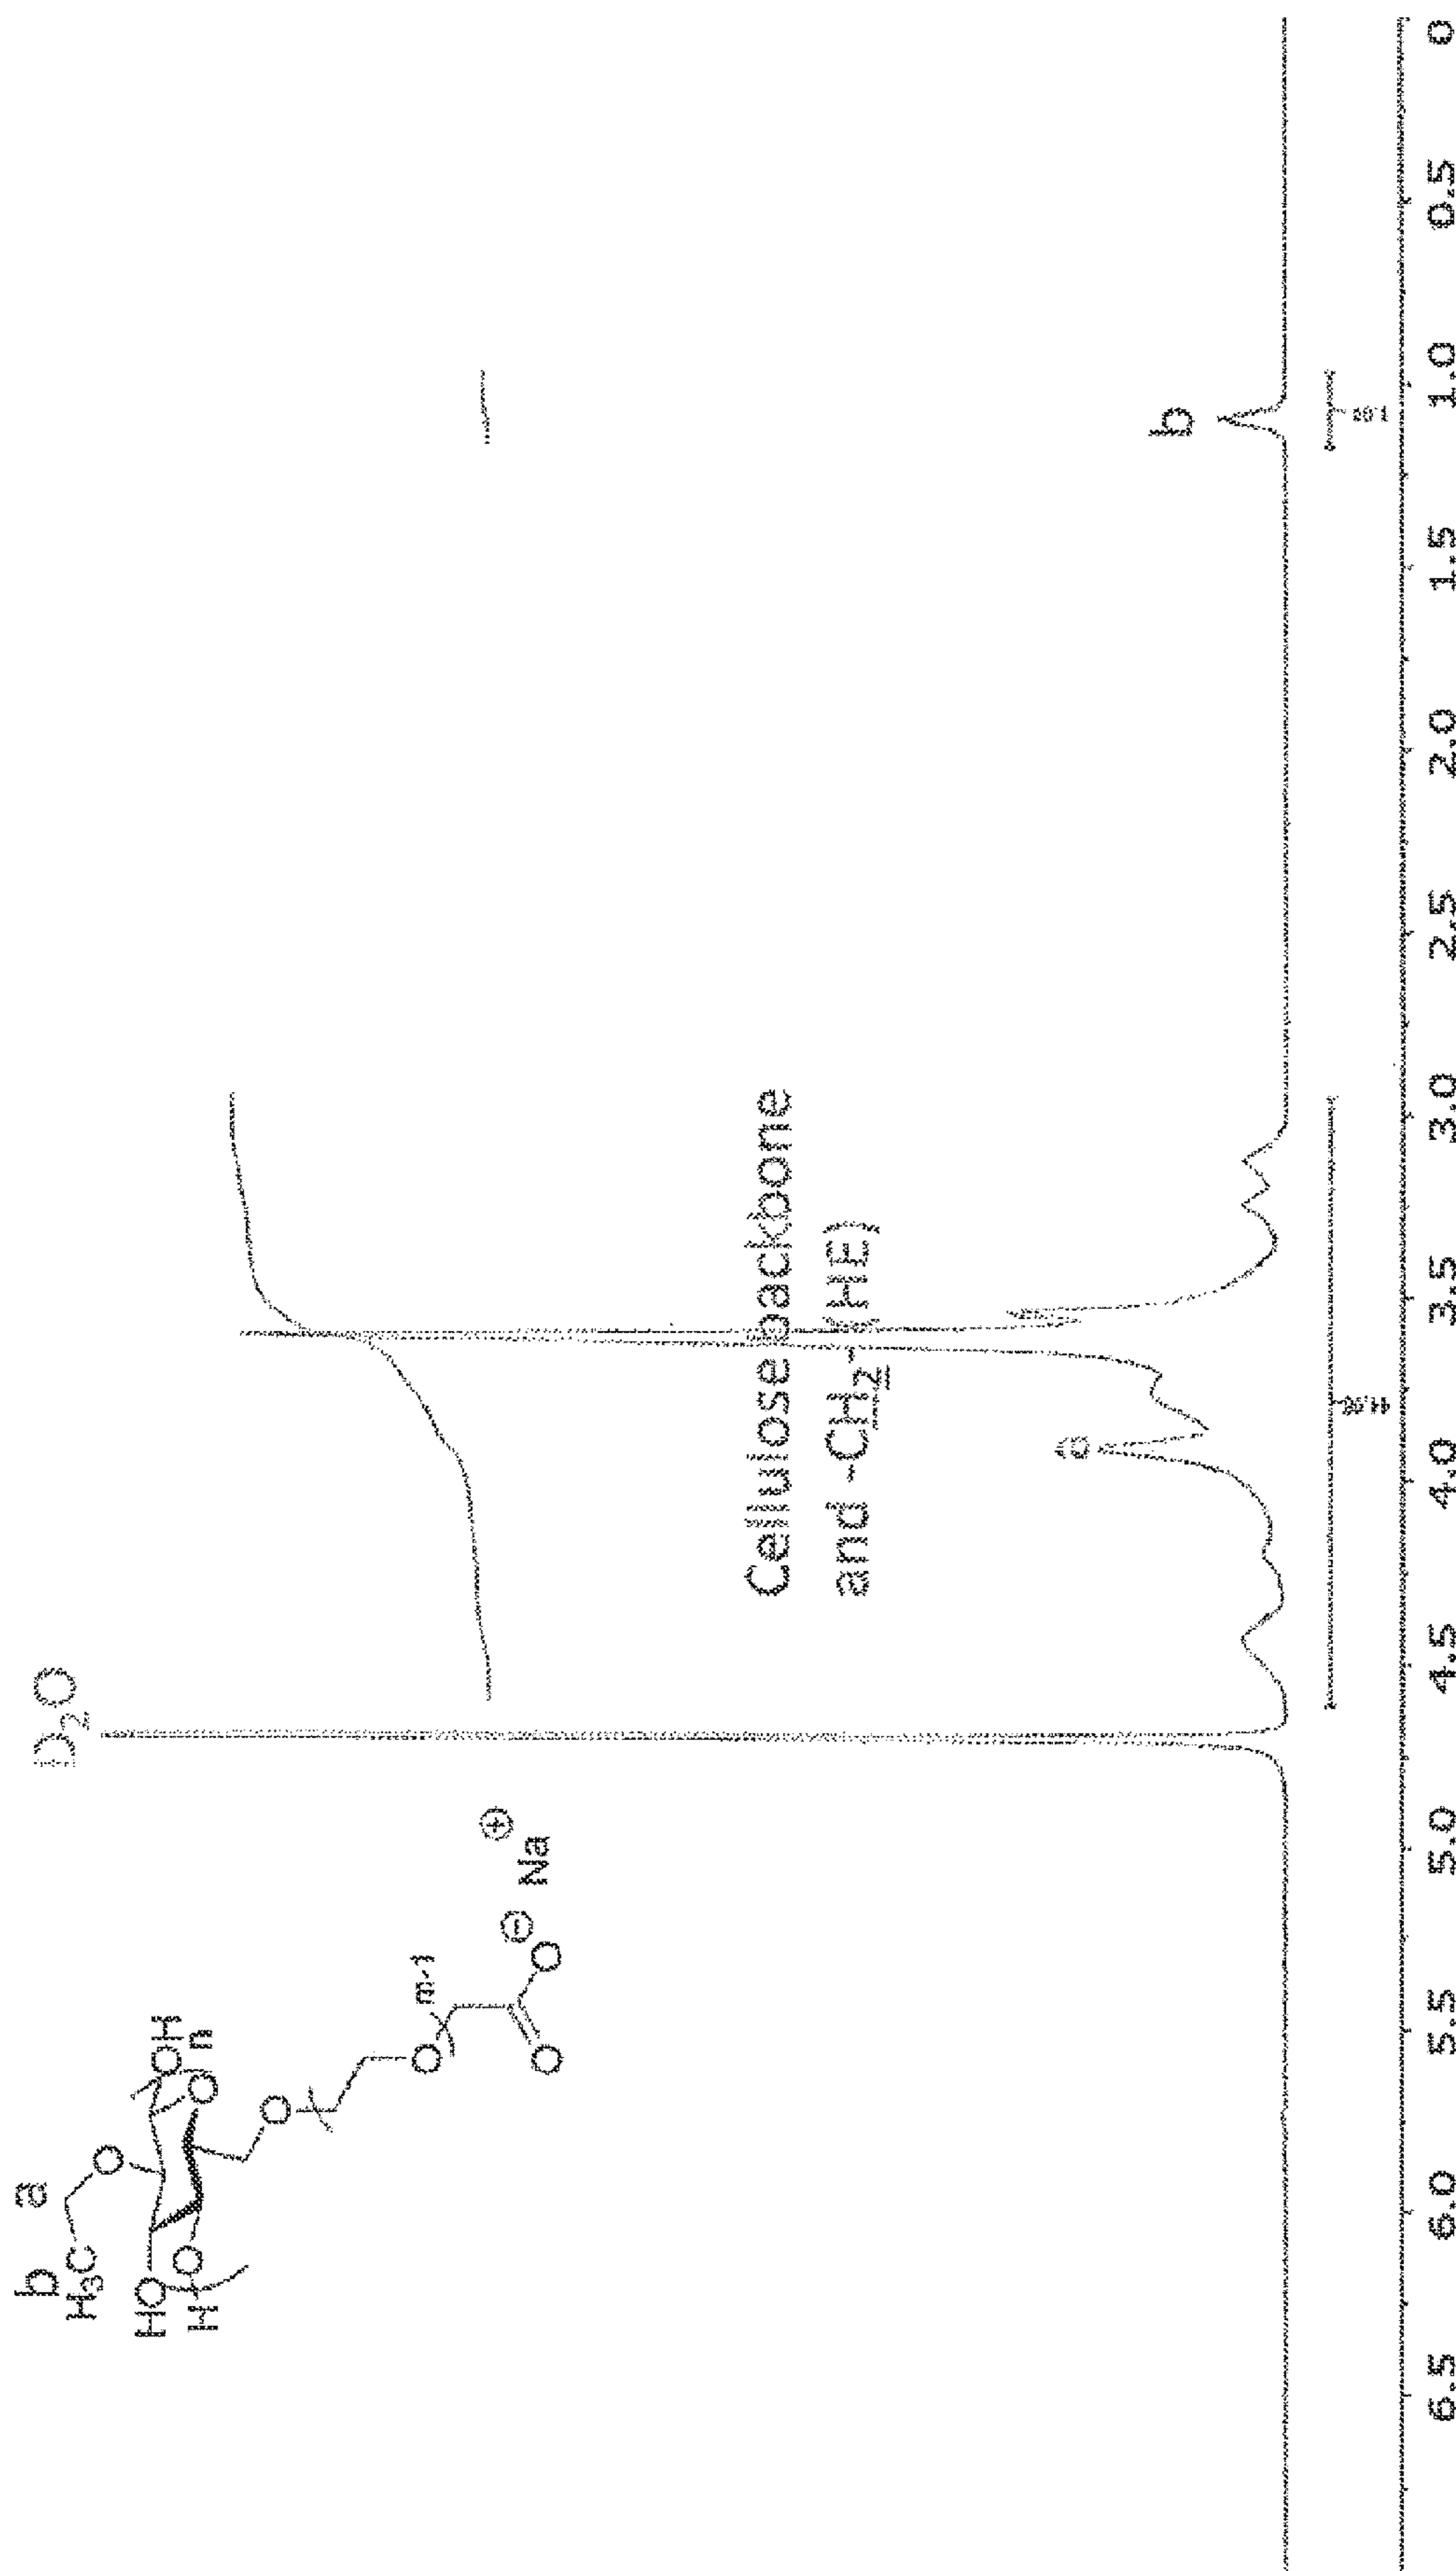 b
a
H₃C
O
HO
O
H
OH
O
n
O
O
m-1
O
O
⊖
Na
⊕
D₂O
Cellulose backbone
and -CH₂-(HE)
a
b
6.5
6.0
5.5
5.0
4.5
4.0
3.5
3.0
2.5
2.0
1.5
1.0
0.5
0